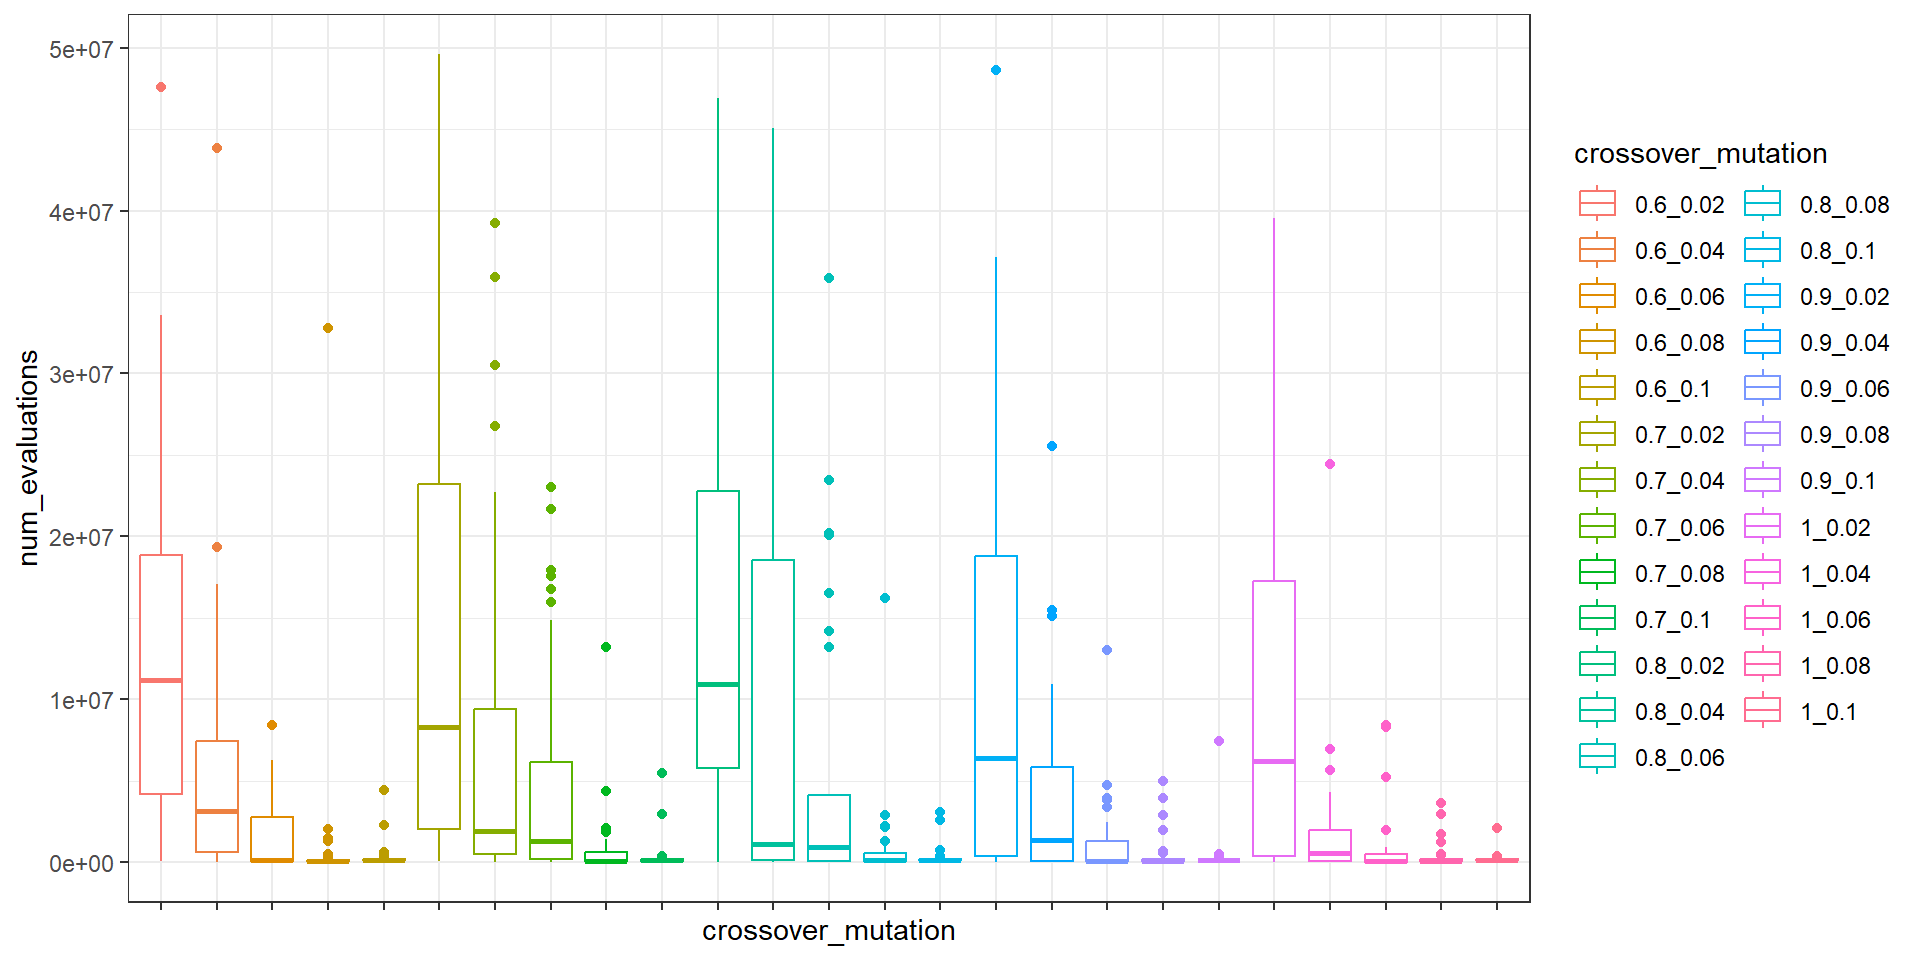 5e+07
4e+07
3e+07
2e+07
1e+07
0e+00
num_evaluations
crossover_mutation
crossover_mutation
0.6_0.02
0.6_0.04
0.6_0.06
0.6_0.08
0.6_0.1
0.7_0.02
0.7_0.04
0.7_0.06
0.7_0.08
0.7_0.1
0.8_0.02
0.8_0.04
0.8_0.06
0.8_0.08
0.8_0.1
0.9_0.02
0.9_0.04
0.9_0.06
0.9_0.08
0.9_0.1
1_0.02
1_0.04
1_0.06
1_0.08
1_0.1